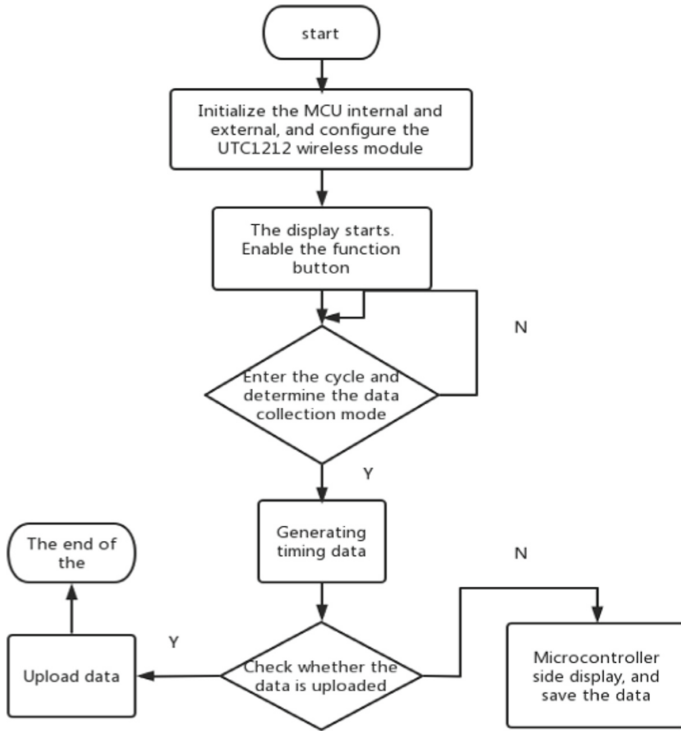 start
Initialize the MCU internal and
external, and configure the
UTC1212 wireless module
The display starts.
Enable the function
button
N
Enter the cycle and
determine the data
collection mode
Y
Generating
timing data
The end of
the
N
Y
Upload data
Check whether the
data is uploaded
Microcontroller
side display, and
save the data